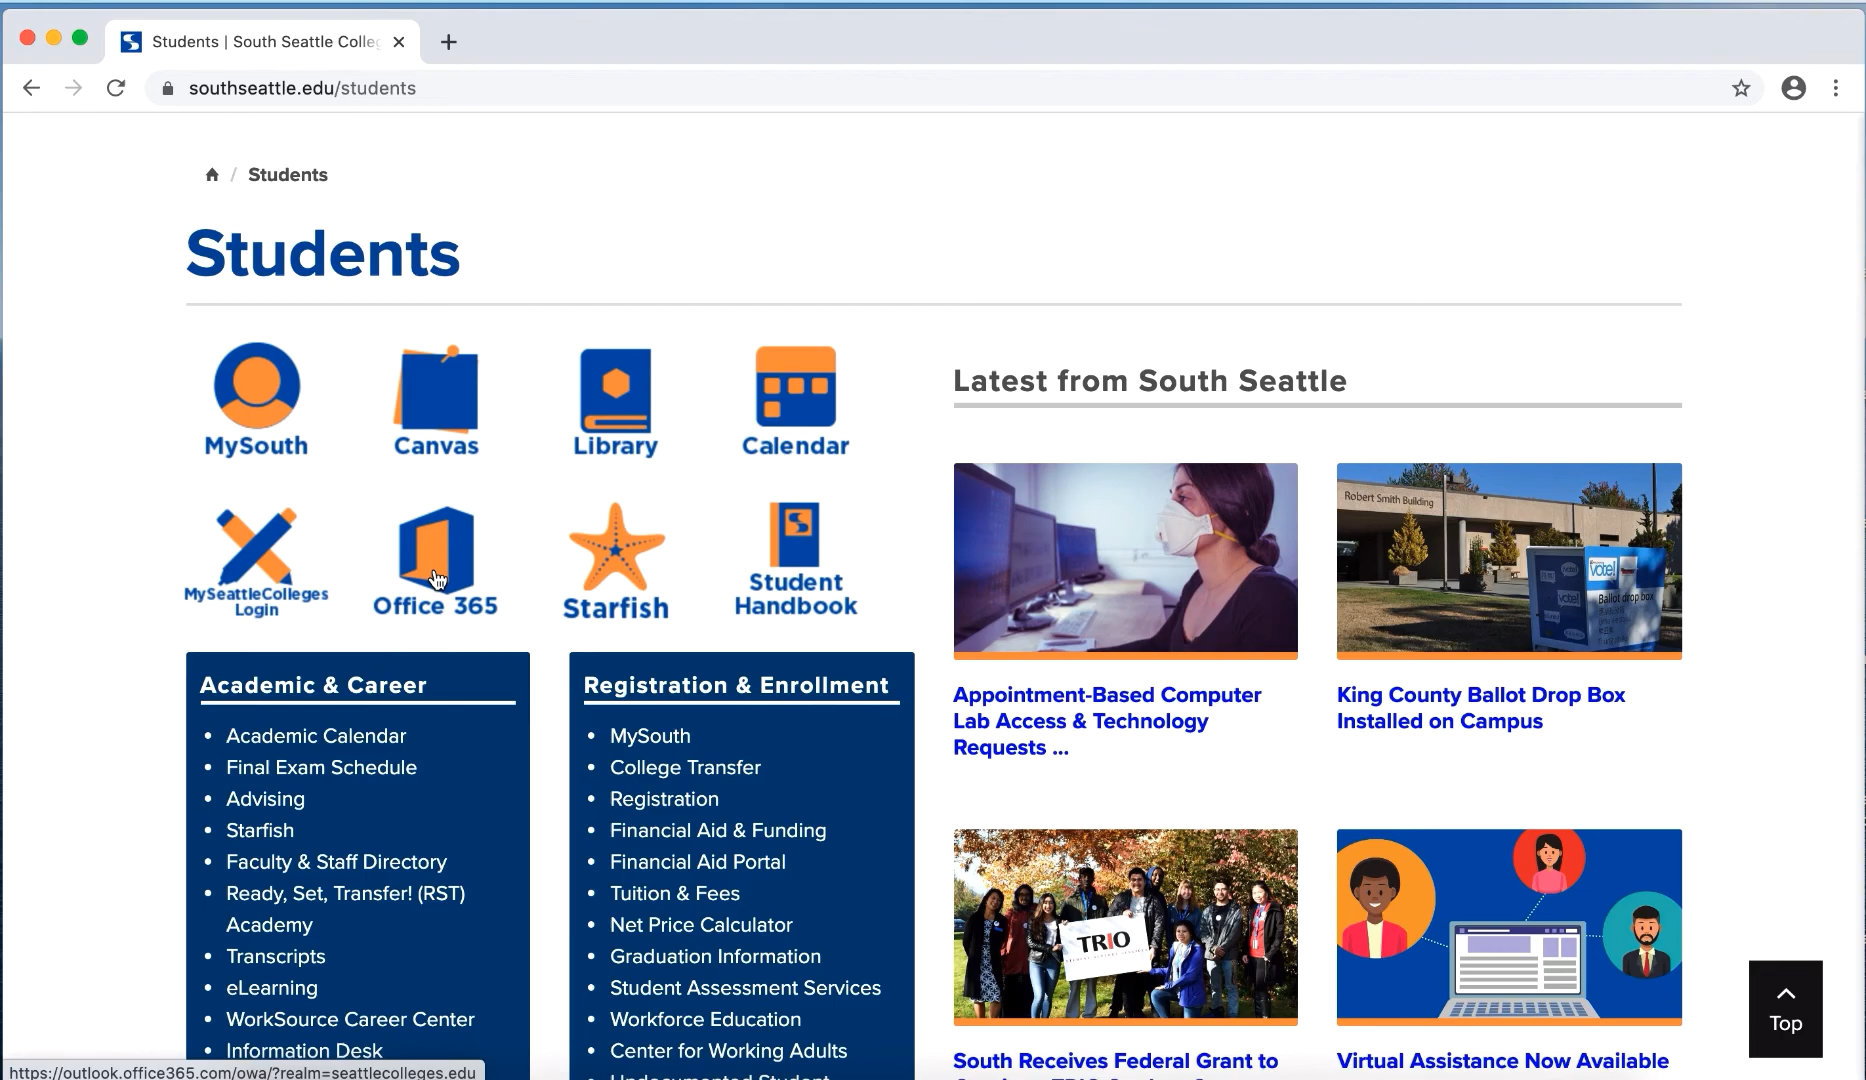 Students | South Seattle Colleg
southseattle.edu/students
/ Students
Students
MySouth
Canvas
Library
Calendar
MySeattleColleges
Login
Office 365
Starfish
Student
Handbook
Academic & Career
• Academic Calendar
• Final Exam Schedule
• Advising
• Starfish
• Faculty & Staff Directory
• Ready, Set, Transfer! (RST)
Academy
• Transcripts
• eLearning
• WorkSource Career Center
• Information Desk
Registration & Enrollment
• MySouth
• College Transfer
• Registration
• Financial Aid & Funding
• Financial Aid Portal
• Tuition & Fees
• Net Price Calculator
• Graduation Information
• Student Assessment Services
• Workforce Education
• Center for Working Adults
Latest from South Seattle
Appointment-Based Computer
Lab Access & Technology
Requests ...
Robert Smith Building
Vote!
vote!
vote!
Ballot drop box
King County Ballot Drop Box
Installed on Campus
TRIO
South Receives Federal Grant to
Virtual Assistance Now Available
Top
https://outlook.office365.com/owa/?realm=seattlecolleges.edu